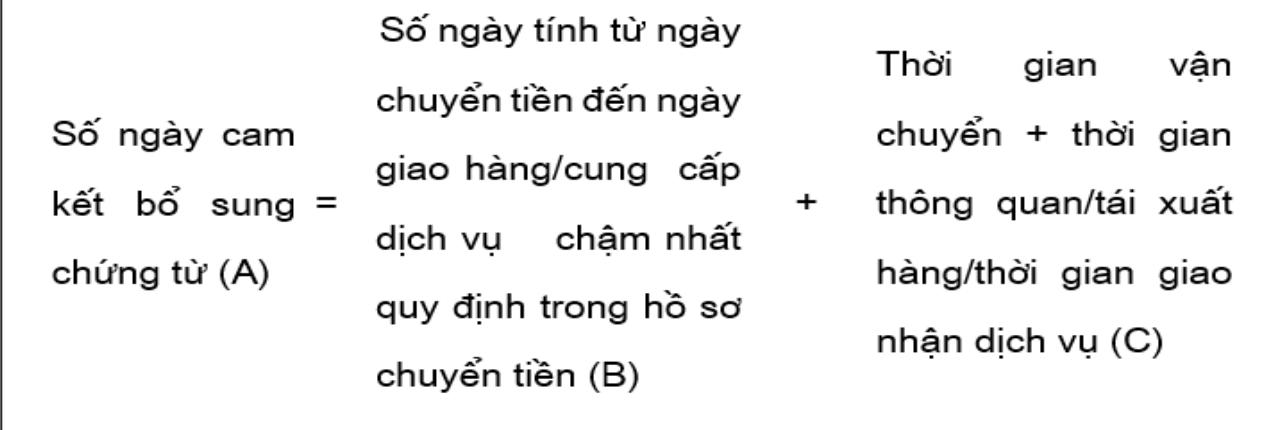 Số ngày cam
kết bổ sung
chứng từ (A)
=
Số ngày tính từ ngày
chuyển tiền đến ngày
giao hàng/cung cấp
dịch vụ chậm nhất
quy định trong hồ sơ
chuyển tiền (B)
+
Thời gian vận
chuyển + thời gian
thông quan/tái xuất
hàng/thời gian giao
nhận dịch vụ (C)